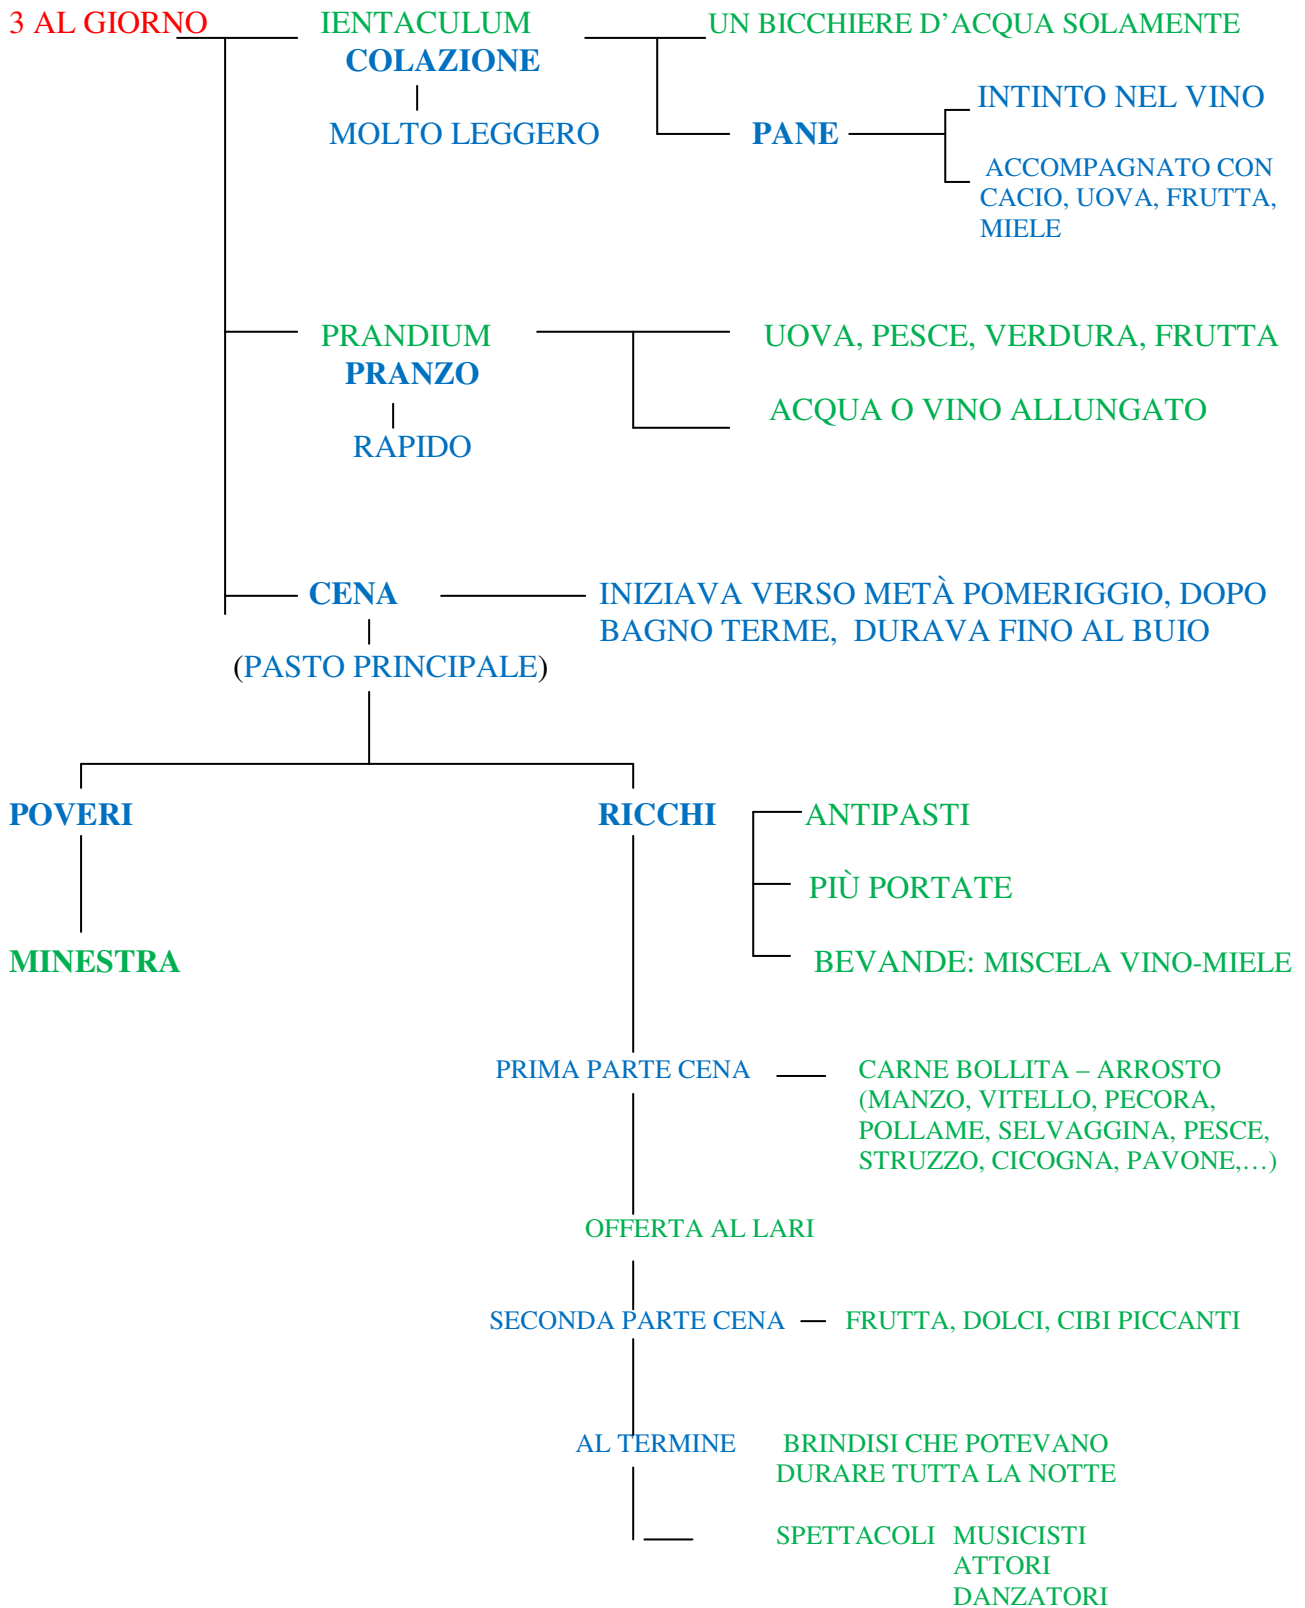 3 AL GIORNO
IENTACULUM
COLAZIONE
MOLTO LEGGERO
UN BICCHIERE D'ACQUA SOLAMENTE
PANE
INTINTO NEL VINO
ACCOMPAGNATO CON
CACIO, UOVA, FRUTTA,
MIELE
PRANDIUM
PRANZO
RAPIDO
UOVA, PESCE, VERDURA, FRUTTA
ACQUA O VINO ALLUNGATO
CENA
(PASTO PRINCIPALE)
INIZIAVA VERSO METÀ POMERIGGIO, DOPO
BAGNO TERME, DURAVA FINO AL BUIO
POVERI
MINESTRA
RICCHI
ANTIPASTI
PIÙ PORTATE
BEVANDE: MISCELA VINO-MIELE
PRIMA PARTE CENA
CARNE BOLLITA – ARROSTO
(MANZO, VITELLO, PECORA,
POLLAME, SELVAGGINA, PESCE,
STRUZZO, CICOGNA, PAVONE,…)
OFFERTA AL LARI
SECONDA PARTE CENA
FRUTTA, DOLCI, CIBI PICCANTI
AL TERMINE
BRINDISI CHE POTEVANO
DURARE TUTTA LA NOTTE
SPETTACOLI MUSICISTI
ATTORI
DANZATORI